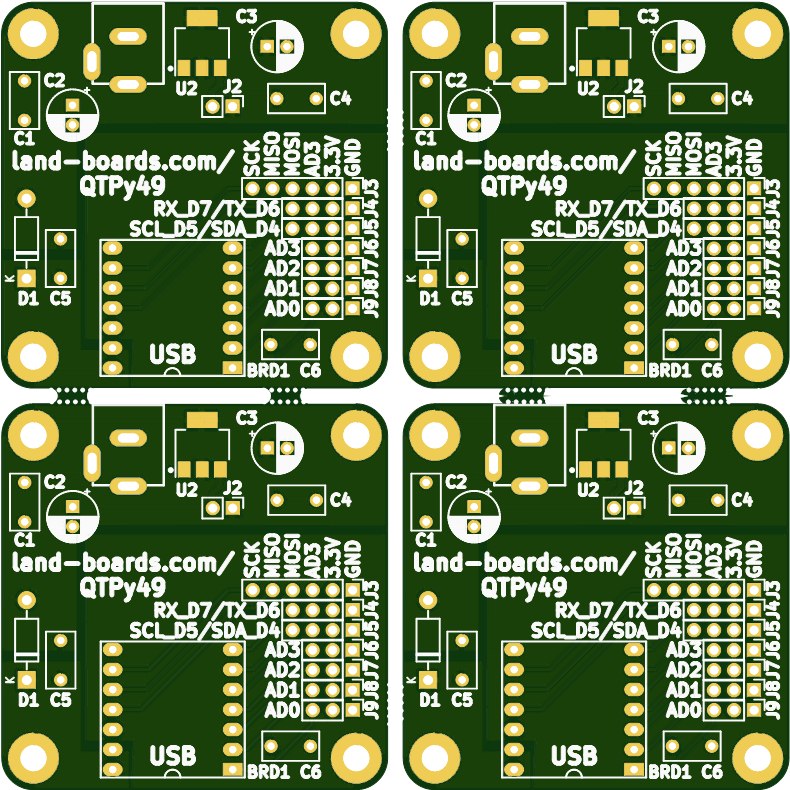 C3
C3
C2
U2
J2
C4
C2
U2
J2
C4
C1
C1
land-boards.com/
QTPy49
SCK
MISO
MOSI
AD3
3.3V
GND
land-boards.com/
QTPy49
SCK
MISO
MOSI
AD3
3.3V
GND
J3
J3
RX_D7/TX_D6
J4
RX_D7/TX_D6
J4
SCL_D5/SDA_D4
J5
SCL_D5/SDA_D4
J5
AD3
J6
AD3
J6
AD2
J7
AD2
J7
K
D1
C5
AD1
J8
K
D1
C5
AD1
J8
AD0
J9
AD0
J9
USB
USB
BRD1
C6
BRD1
C6
C3
C3
C2
U2
J2
C4
C2
U2
J2
C4
C1
C1
land-boards.com/
QTPy49
SCK
MISO
MOSI
AD3
3.3V
GND
land-boards.com/
QTPy49
SCK
MISO
MOSI
AD3
3.3V
GND
J3
J3
RX_D7/TX_D6
J4
RX_D7/TX_D6
J4
SCL_D5/SDA_D4
J5
SCL_D5/SDA_D4
J5
AD3
J6
AD3
J6
AD2
J7
AD2
J7
K
D1
C5
AD1
J8
K
D1
C5
AD1
J8
AD0
J9
AD0
J9
USB
USB
BRD1
C6
BRD1
C6